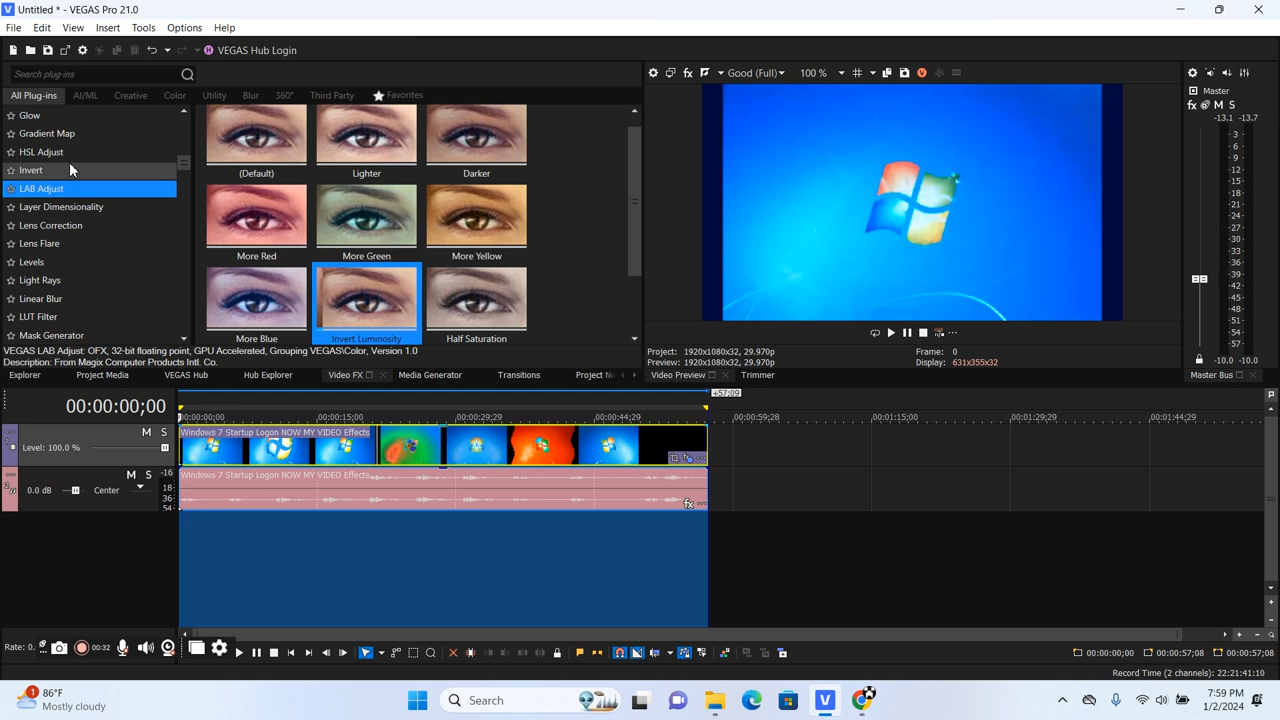 Untitled * - VEGAS Pro 21.0
File Edit View Insert Tools Options Help
VEGAS Hub Login
Search plug-ins
Good (Full) 100 %
Master
All Plug-ins AI/ML Creative Color Utility Blur 360° Third Party Favorites
fx M S
-13.1 -13.7
Glow
Gradient Map
HSL Adjust
Invert
LAB Adjust
Layer Dimensionality
Lens Correction
Lens Flare
Levels
Light Rays
Linear Blur
LUT Filter
Mask Generator
(Default) Lighter Darker
More Red More Green More Yellow
More Blue Invert Luminosity Half Saturation
3
6
9
12
15
18
21
24
27
30
33
36
39
42
45
48
51
54
57
-10.0 -10.0
VEGAS LAB Adjust: OFX, 32-bit floating point, GPU Accelerated, Grouping VEGAS\Color, Version 1.0
Description: From Magix Computer Products Intl. Co.
Project: 1920x1080x32, 29.970p
Preview: 1920x1080x32, 29.970p
Frame: 0
Display: 631x355x32
Explorer Project Media VEGAS Hub Hub Explorer Video FX Media Generator Transitions Project No
Video Preview Trimmer Master Bus
+57:09
00:00:00;00
00:00:00;00 00:00:15;00 00:00:29;29 00:00:44;29 00:00:59;28 00:01:15;00 00:01:29;29 00:01:44;29
M S
Level: 100.0 %
Windows 7 Startup Logon NOW MY VIDEO Effects
M S
0.0 dB Center
-16
18
36
54
Windows 7 Startup Logon NOW MY VIDEO Effects
fx
Rate: 0.
00:32
00:00:00;00 00:00:57;08 00:00:57;08
Record Time (2 channels): 22:21:41:10
1
86°F
Mostly cloudy
Search
7:59 PM
1/2/2024